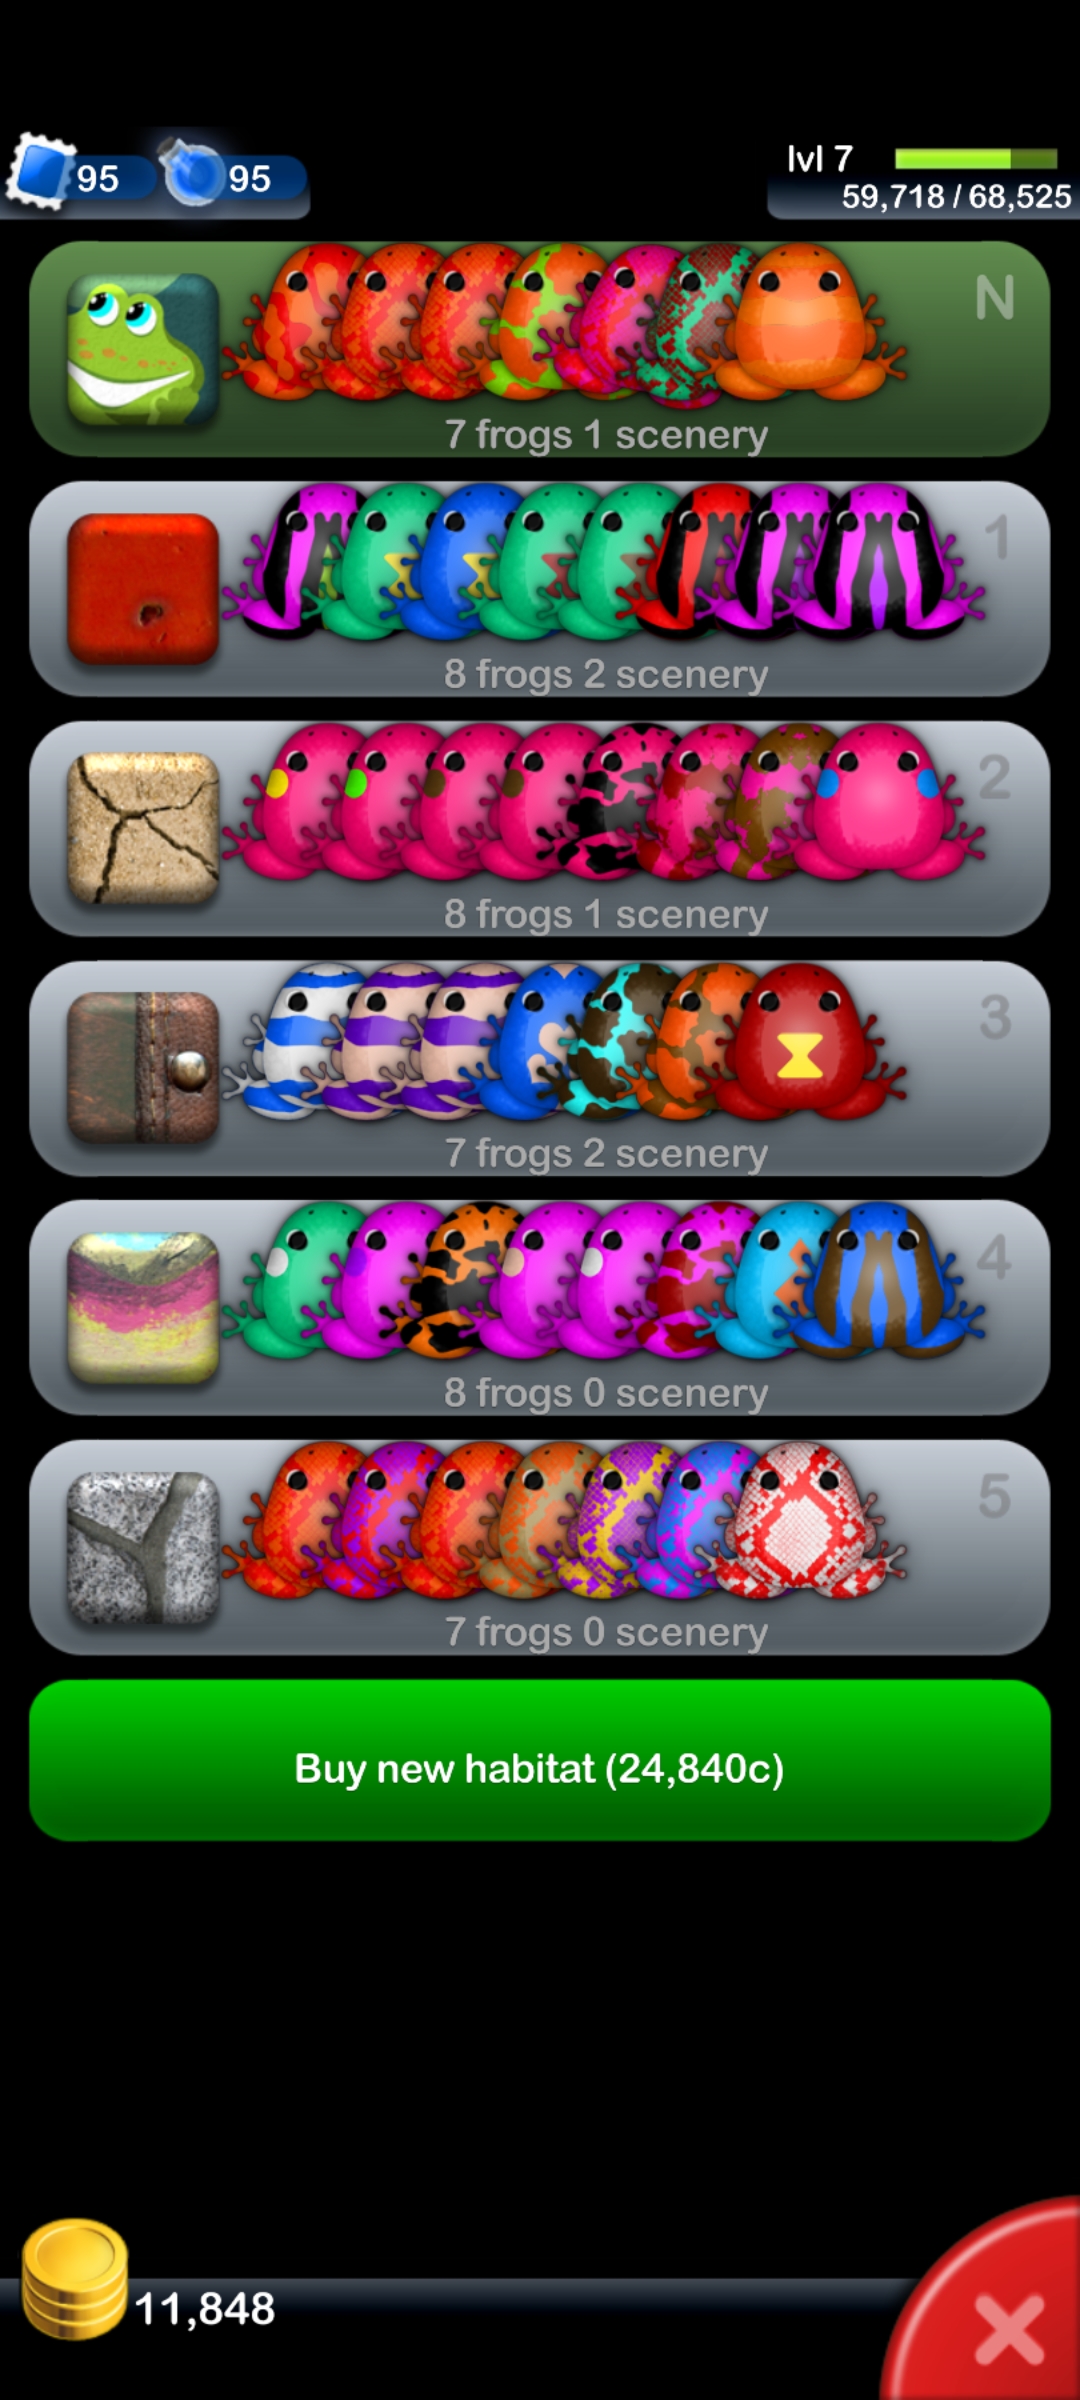 95 95
lvl 7
59,718 / 68,525
N
7 frogs 1 scenery
1
8 frogs 2 scenery
2
8 frogs 1 scenery
3
7 frogs 2 scenery
4
8 frogs 0 scenery
5
7 frogs 0 scenery
Buy new habitat (24,840c)
11,848